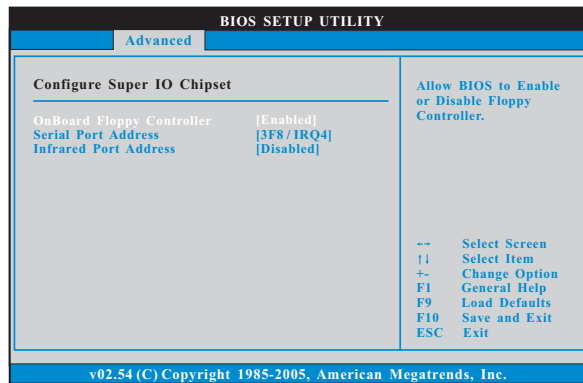 BIOS SETUP UTILITY
Advanced
Configure Super IO Chipset
OnBoard Floppy Controller [Enabled]
Serial Port Address [3F8 / IRQ4]
Infrared Port Address [Disabled]
Allow BIOS to Enable
or Disable Floppy
Controller.
←→ Select Screen
↑↓ Select Item
+- Change Option
F1 General Help
F9 Load Defaults
F10 Save and Exit
ESC Exit
v02.54 (C) Copyright 1985-2005, American Megatrends, Inc.